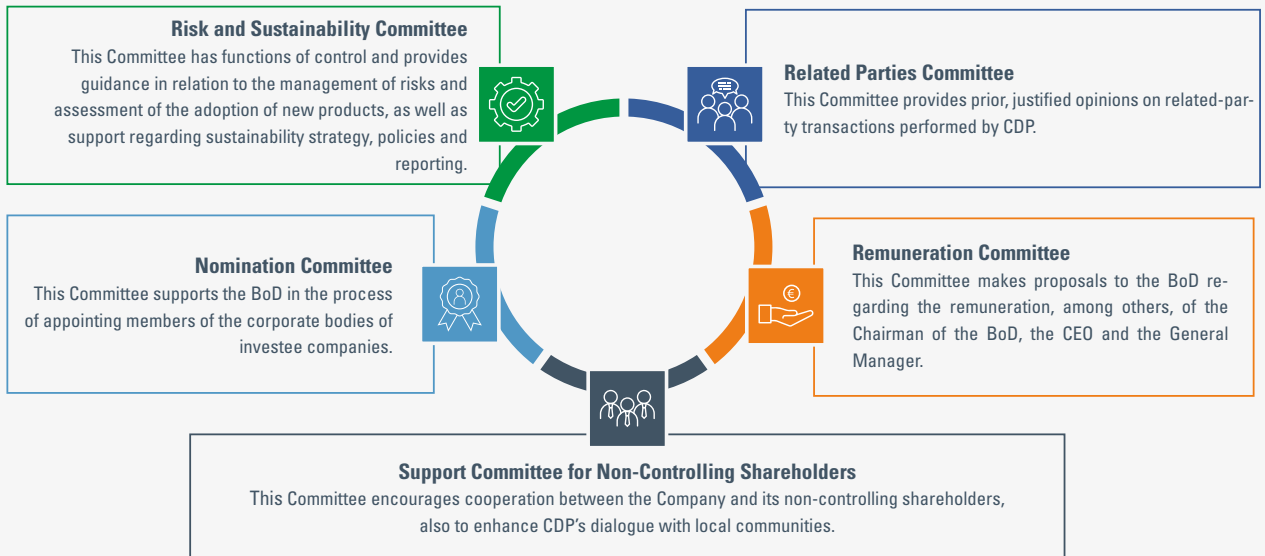 Risk and Sustainability Committee
This Committee has functions of control and provides
guidance in relation to the management of risks and
assessment of the adoption of new products, as well as
support regarding sustainability strategy, policies and
reporting.
Related Parties Committee
This Committee provides prior, justified opinions on related-par-
ty transactions performed by CDP.
Nomination Committee
This Committee supports the BoD in the process
of appointing members of the corporate bodies of
investee companies.
Remuneration Committee
This Committee makes proposals to the BoD re-
garding the remuneration, among others, of the
Chairman of the BoD, the CEO and the General
Manager.
€
Support Committee for Non-Controlling Shareholders
This Committee encourages cooperation between the Company and its non-controlling shareholders,
also to enhance CDP's dialogue with local communities.